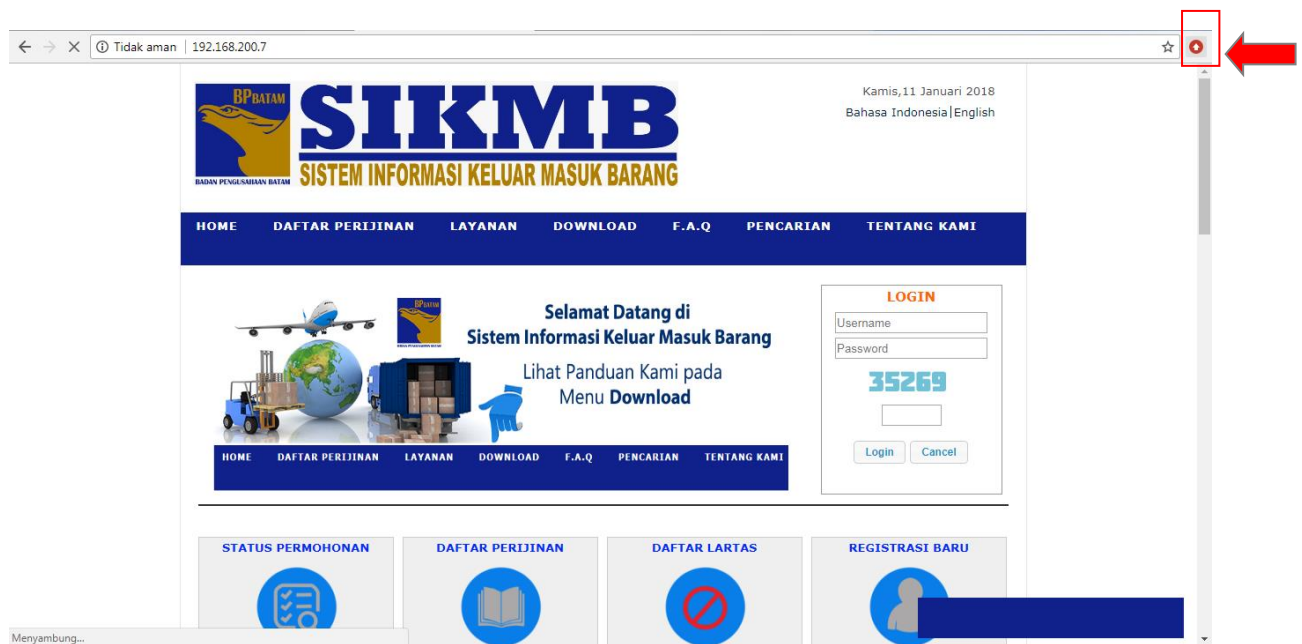 Tidak aman | 192.168.200.7
BPBATAM
BADAN PENGUSAHAAN BATAM
SIKMB
SISTEM INFORMASI KELUAR MASUK BARANG
Kamis,11 Januari 2018
Bahasa Indonesia|English
HOME DAFTAR PERIJINAN LAYANAN DOWNLOAD F.A.Q PENCARIAN TENTANG KAMI
BPBATAM
Selamat Datang di
Sistem Informasi Keluar Masuk Barang
Lihat Panduan Kami pada
Menu Download
HOME DAFTAR PERIJINAN LAYANAN DOWNLOAD F.A.Q PENCARIAN TENTANG KAMI
LOGIN
Username
Password
35269
Login Cancel
STATUS PERMOHONAN DAFTAR PERIJINAN DAFTAR LARTAS REGISTRASI BARU
Menyambung...